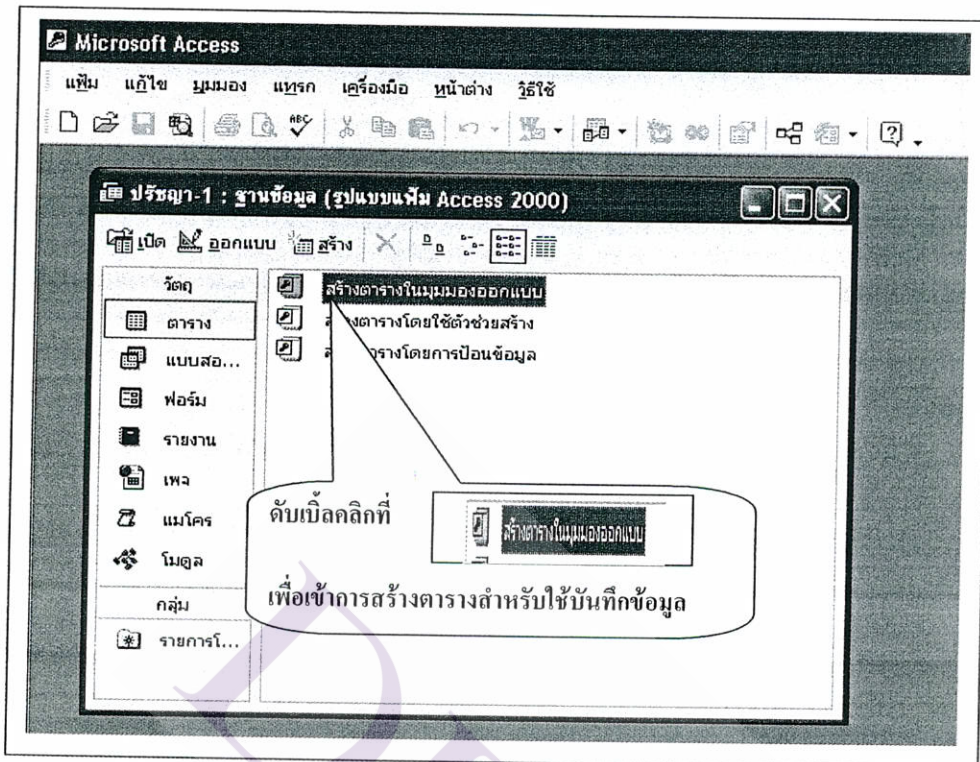 Microsoft Access
แฟ้ม แก้ไข มุมมอง แทรก เครื่องมือ หน้าต่าง วิธีใช้
ABC
ปรัชญา-1 : ฐานข้อมูล (รูปแบบแฟ้ม Access 2000)
เปิด ออกแบบ สร้าง
วัตถุ
ตาราง
แบบสอ...
ฟอร์ม
รายงาน
เพจ
แมโคร
โมดูล
กลุ่ม
รายการโ...
สร้างตารางในมุมมองออกแบบ
สร้างตารางโดยใช้ตัวช่วยสร้าง
สร้างตารางโดยการป้อนข้อมูล
ดับเบิ้ลคลิกที่
สร้างตารางในมุมมองออกแบบ
เพื่อเข้าการสร้างตารางสำหรับใช้บันทึกข้อมูล